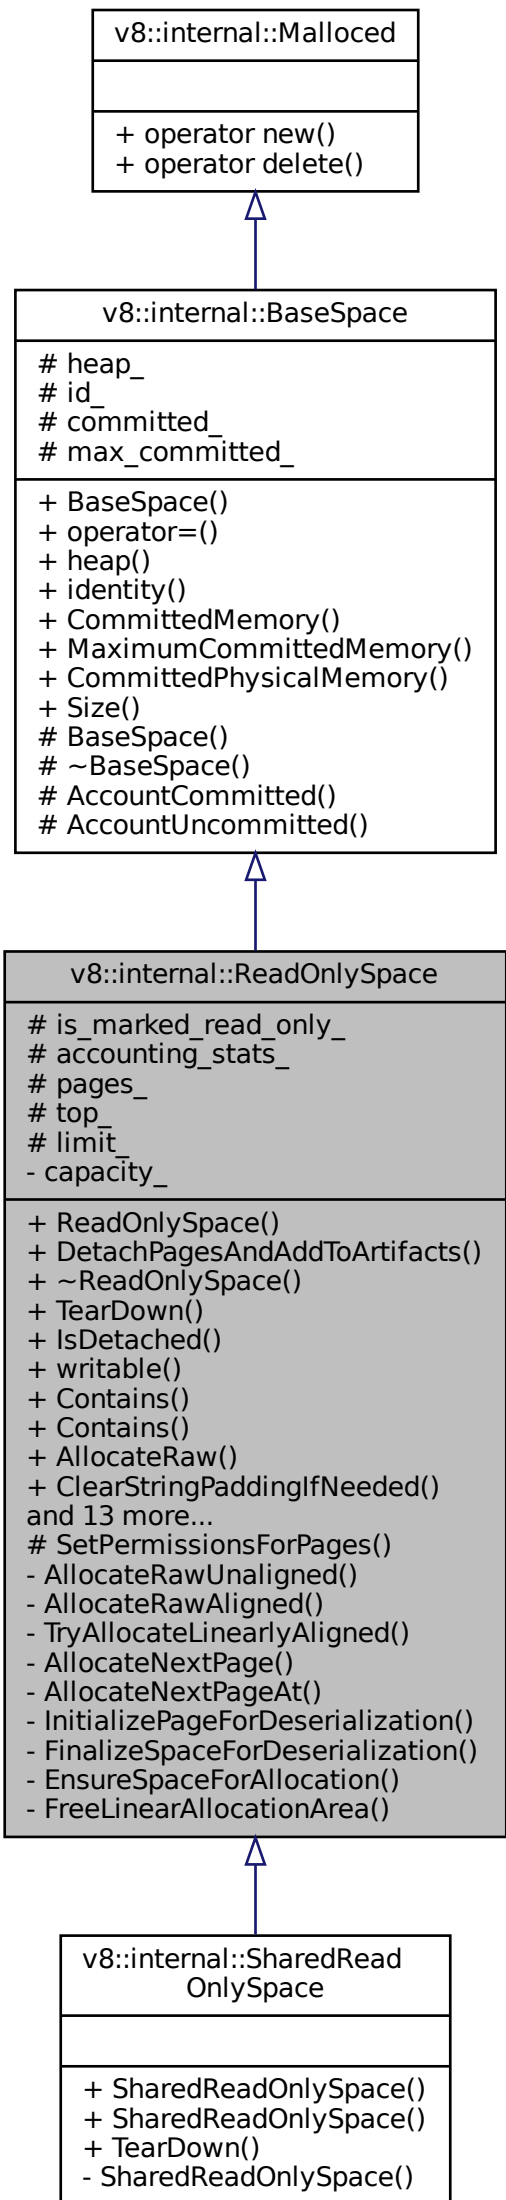 v8::internal::Malloced
+ operator new()
+ operator delete()
v8::internal::BaseSpace
# heap_
# id_
# committed_
# max_committed_
+ BaseSpace()
+ operator=()
+ heap()
+ identity()
+ CommittedMemory()
+ MaximumCommittedMemory()
+ CommittedPhysicalMemory()
+ Size()
# BaseSpace()
# ~BaseSpace()
# AccountCommitted()
# AccountUncommitted()
v8::internal::ReadOnlySpace
# is_marked_read_only_
# accounting_stats_
# pages_
# top_
# limit_
- capacity_
+ ReadOnlySpace()
+ DetachPagesAndAddToArtifacts()
+ ~ReadOnlySpace()
+ TearDown()
+ IsDetached()
+ writable()
+ Contains()
+ Contains()
+ AllocateRaw()
+ ClearStringPaddingIfNeeded()
and 13 more...
# SetPermissionsForPages()
- AllocateRawUnaligned()
- AllocateRawAligned()
- TryAllocateLinearlyAligned()
- AllocateNextPage()
- AllocateNextPageAt()
- InitializePageForDeserialization()
- FinalizeSpaceForDeserialization()
- EnsureSpaceForAllocation()
- FreeLinearAllocationArea()
v8::internal::SharedRead
OnlySpace
+ SharedReadOnlySpace()
+ SharedReadOnlySpace()
+ TearDown()
- SharedReadOnlySpace()